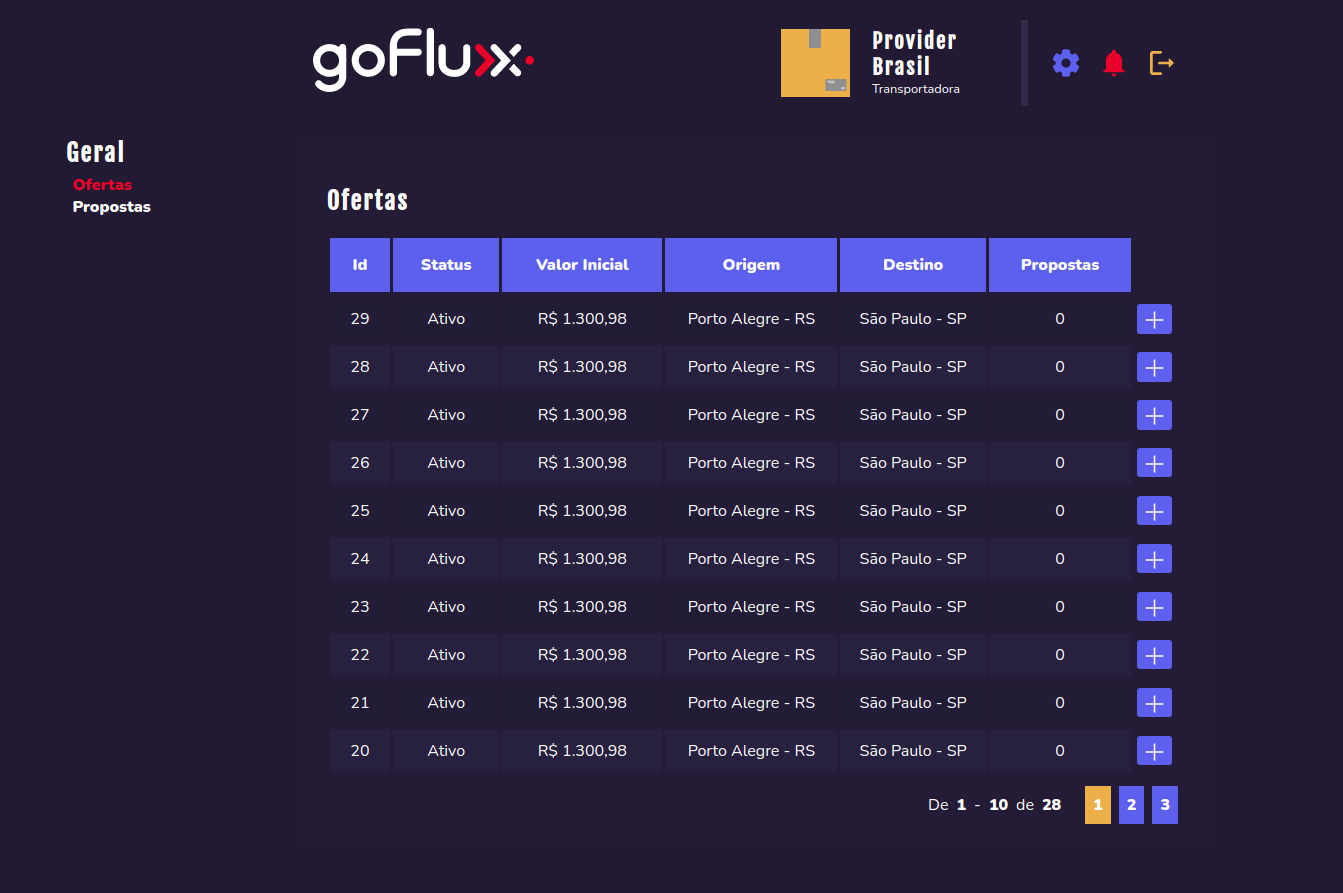 goFlux
Provider
Brasil
Transportadora
Geral
Ofertas
Propostas
Ofertas
Id Status Valor Inicial Origem Destino Propostas
29 Ativo R$ 1.300,98 Porto Alegre - RS São Paulo - SP 0
28 Ativo R$ 1.300,98 Porto Alegre - RS São Paulo - SP 0
27 Ativo R$ 1.300,98 Porto Alegre - RS São Paulo - SP 0
26 Ativo R$ 1.300,98 Porto Alegre - RS São Paulo - SP 0
25 Ativo R$ 1.300,98 Porto Alegre - RS São Paulo - SP 0
24 Ativo R$ 1.300,98 Porto Alegre - RS São Paulo - SP 0
23 Ativo R$ 1.300,98 Porto Alegre - RS São Paulo - SP 0
22 Ativo R$ 1.300,98 Porto Alegre - RS São Paulo - SP 0
21 Ativo R$ 1.300,98 Porto Alegre - RS São Paulo - SP 0
20 Ativo R$ 1.300,98 Porto Alegre - RS São Paulo - SP 0
De 1 - 10 de 28 1 2 3